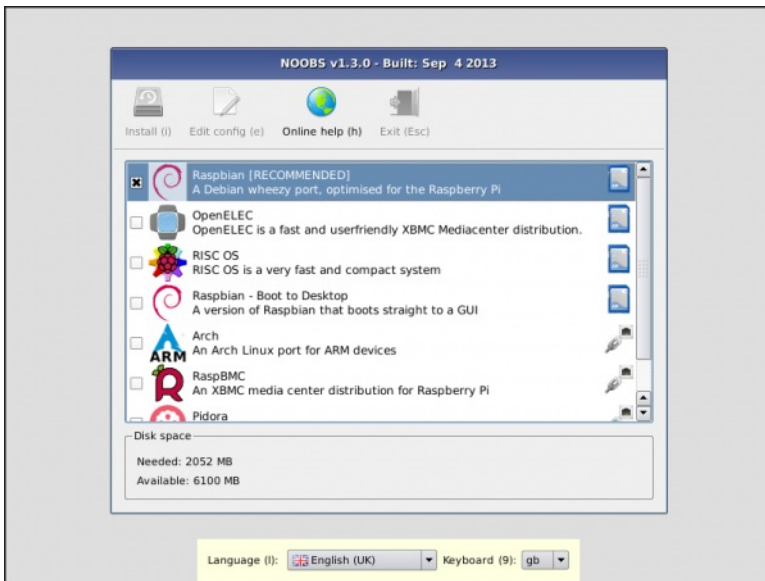 NOOBS v1.3.0 - Built: Sep 4 2013
Install (i) Edit config (e) Online help (h) Exit (Esc)
Raspbian [RECOMMENDED]
A Debian wheezy port, optimised for the Raspberry Pi
OpenELEC
OpenELEC is a fast and userfriendly XBMC Mediacenter distribution.
RISC OS
RISC OS is a very fast and compact system
Raspbian - Boot to Desktop
A version of Raspbian that boots straight to a GUI
Arch
An Arch Linux port for ARM devices
ARM
RaspBMC
An XBMC media center distribution for Raspberry Pi
Pidora
Disk space
Needed: 2052 MB
Available: 6100 MB
Language (l): English (UK) Keyboard (9): gb